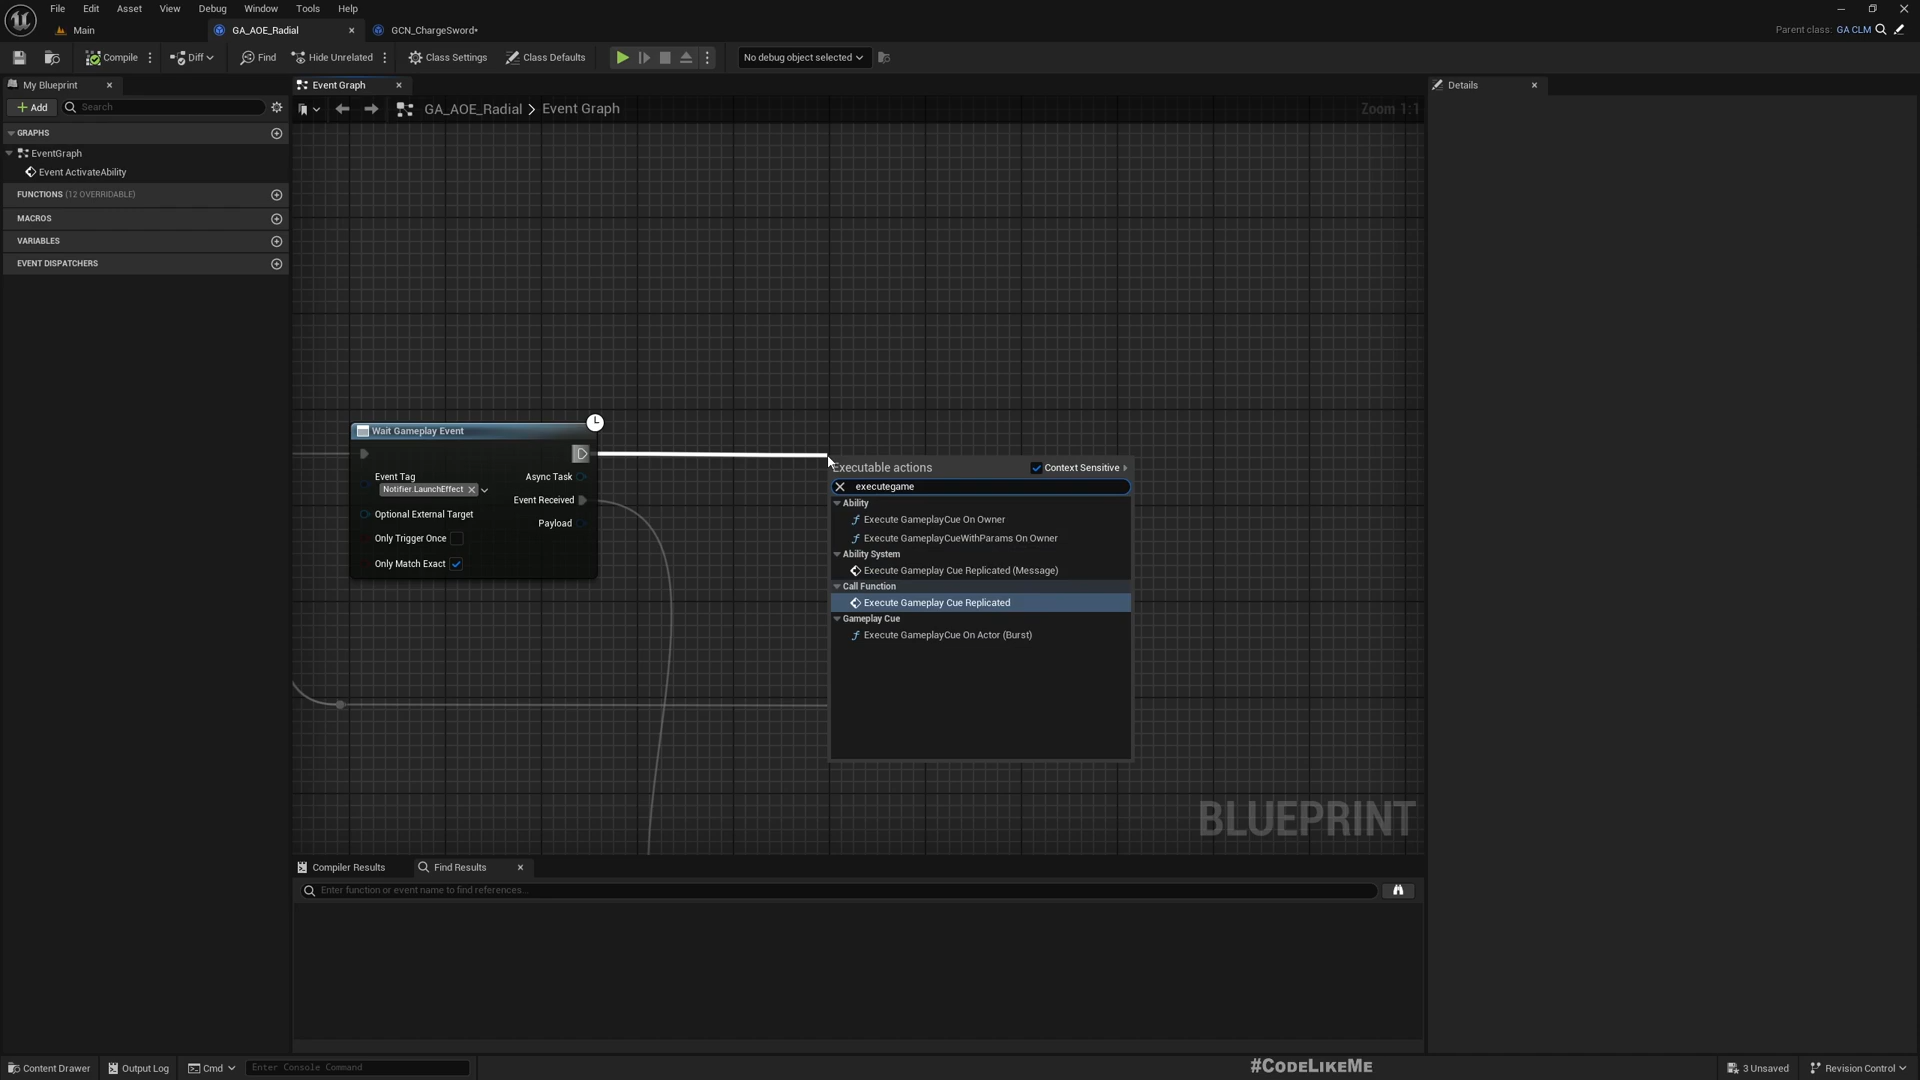 File Edit Asset View Debug Window Tools Help
Main
GA_AOE_Radial
GCN_ChargeSword•
Parent class: GA CLM
Compile
Diff
Find
Hide Unrelated
Class Settings
Class Defaults
No debug object selected
My Blueprint
Event Graph
Details
Add
Search
GA_AOE_Radial > Event Graph
Zoom 1:1
GRAPHS
EventGraph
Event ActivateAbility
FUNCTIONS (12 OVERRIDABLE)
MACROS
VARIABLES
EVENT DISPATCHERS
Wait Gameplay Event
Event Tag
Notifier.LaunchEffect
Async Task
Event Received
Optional External Target
Payload
Only Trigger Once
Only Match Exact
Executable actions
Context Sensitive
executegame
Ability
Execute GameplayCue On Owner
Execute GameplayCueWithParams On Owner
Ability System
Execute Gameplay Cue Replicated (Message)
Call Function
Execute Gameplay Cue Replicated
Gameplay Cue
Execute GameplayCue On Actor (Burst)
BLUEPRINT
Compiler Results
Find Results
Enter function or event name to find references...
Content Drawer
Output Log
Cmd
Enter Console Command
#CODELIKEME
3 Unsaved
Revision Control